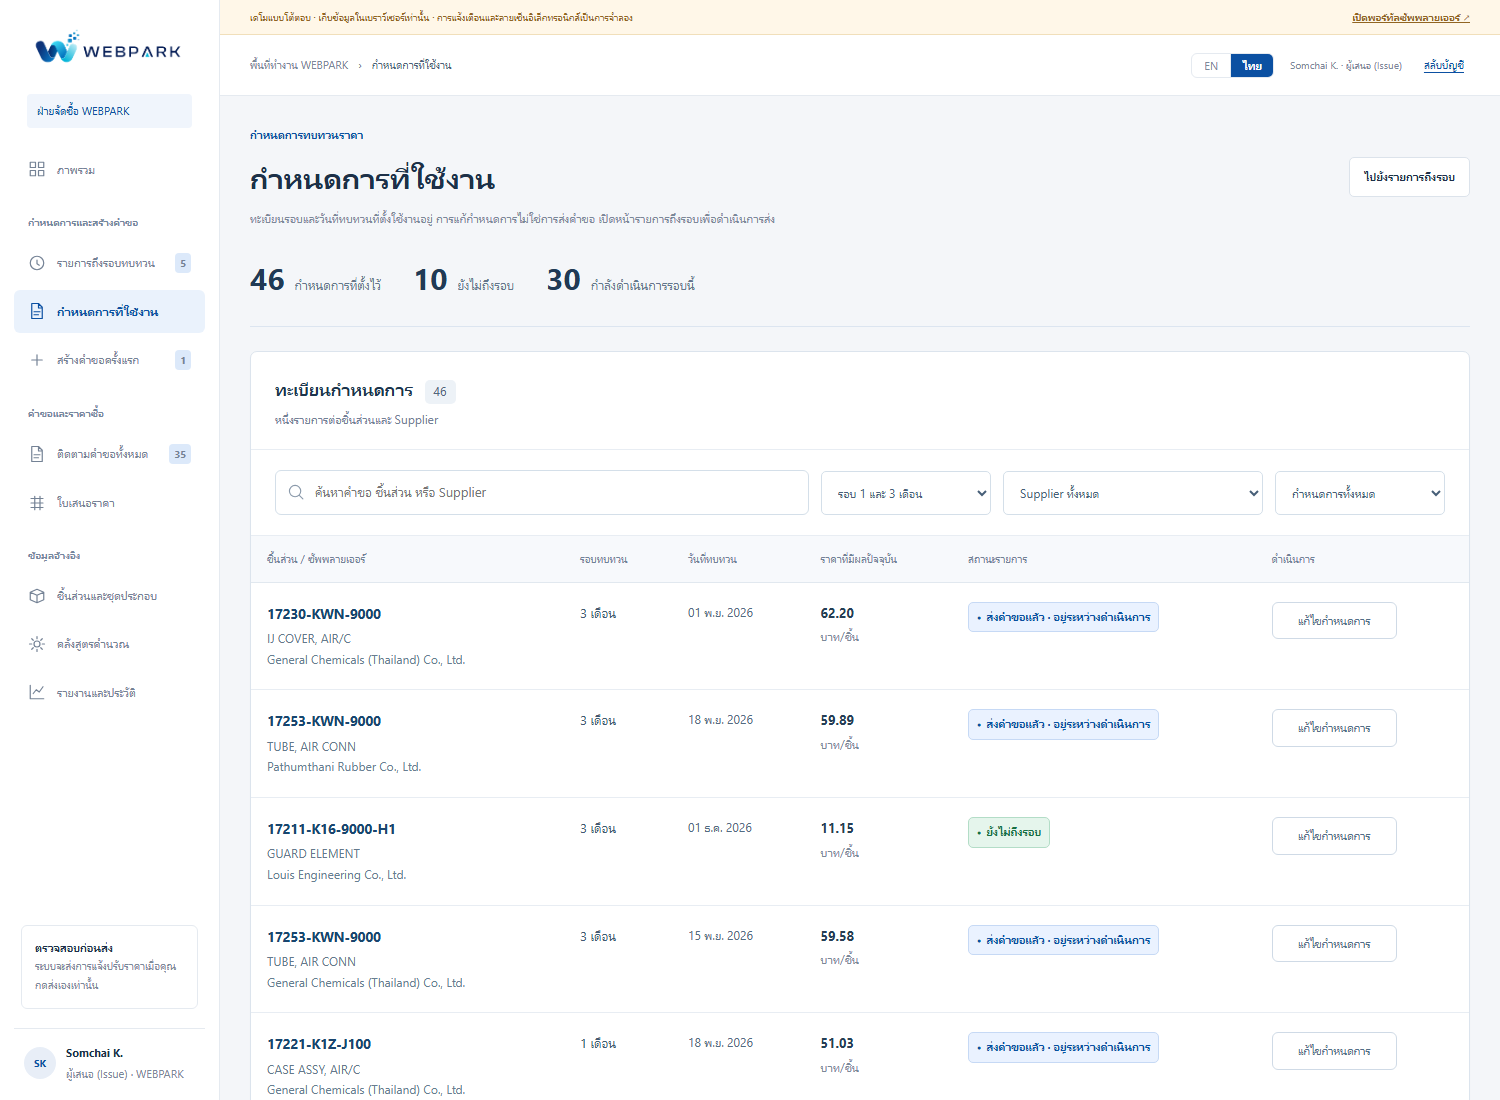 เดโมแบบโต้ตอบ · เก็บข้อมูลในเบราว์เซอร์เท่านั้น · การแจ้งเตือนและลายเซ็นอิเล็กทรอนิกส์เป็นการจำลอง
เปิดพอร์ทัลซัพพลายเออร์ ↗
WEBPARK
พื้นที่ทำงาน WEBPARK › กำหนดการที่ใช้งาน
EN ไทย
Somchai K. · ผู้เสนอ (Issue)
สลับบัญชี
ฝ่ายจัดซื้อ WEBPARK
ภาพรวม
กำหนดการและสร้างคำขอ
รายการถึงรอบทบทวน 5
กำหนดการที่ใช้งาน
สร้างคำขอครั้งแรก 1
คำขอและราคาซื้อ
ติดตามคำขอทั้งหมด 35
ใบเสนอราคา
ข้อมูลอ้างอิง
ชิ้นส่วนและชุดประกอบ
คลังสูตรคำนวณ
รายงานและประวัติ
ตรวจสอบก่อนส่ง
ระบบจะส่งการแจ้งปรับราคาเมื่อคุณ
กดส่งเองเท่านั้น
SK
Somchai K.
ผู้เสนอ (Issue) · WEBPARK
กำหนดการทบทวนราคา
กำหนดการที่ใช้งาน
ไปยังรายการถึงรอบ
ทะเบียนรอบและวันที่ทบทวนที่ตั้งใช้งานอยู่ การแก้กำหนดการไม่ใช่การส่งคำขอ เปิดหน้ารายการถึงรอบเพื่อดำเนินการส่ง
46 กำหนดการที่ตั้งไว้
10 ยังไม่ถึงรอบ
30 กำลังดำเนินการรอบนี้
ทะเบียนกำหนดการ 46
หนึ่งรายการต่อชิ้นส่วนและ Supplier
ค้นหาคำขอ ชิ้นส่วน หรือ Supplier
รอบ 1 และ 3 เดือน
Supplier ทั้งหมด
กำหนดการทั้งหมด
ชิ้นส่วน / ซัพพลายเออร์
รอบทบทวน
วันที่ทบทวน
ราคาที่มีผลปัจจุบัน
สถานะรายการ
ดำเนินการ
17230-KWN-9000
IJ COVER, AIR/C
General Chemicals (Thailand) Co., Ltd.
3 เดือน
01 พ.ย. 2026
62.20
บาท/ชิ้น
• ส่งคำขอแล้ว · อยู่ระหว่างดำเนินการ
แก้ไขกำหนดการ
17253-KWN-9000
TUBE, AIR CONN
Pathumthani Rubber Co., Ltd.
3 เดือน
18 พ.ย. 2026
59.89
บาท/ชิ้น
• ส่งคำขอแล้ว · อยู่ระหว่างดำเนินการ
แก้ไขกำหนดการ
17211-K16-9000-H1
GUARD ELEMENT
Louis Engineering Co., Ltd.
3 เดือน
01 ธ.ค. 2026
11.15
บาท/ชิ้น
• ยังไม่ถึงรอบ
แก้ไขกำหนดการ
17253-KWN-9000
TUBE, AIR CONN
General Chemicals (Thailand) Co., Ltd.
3 เดือน
15 พ.ย. 2026
59.58
บาท/ชิ้น
• ส่งคำขอแล้ว · อยู่ระหว่างดำเนินการ
แก้ไขกำหนดการ
17221-K1Z-J100
CASE ASSY, AIR/C
General Chemicals (Thailand) Co., Ltd.
1 เดือน
18 พ.ย. 2026
51.03
บาท/ชิ้น
• ส่งคำขอแล้ว · อยู่ระหว่างดำเนินการ
แก้ไขกำหนดการ